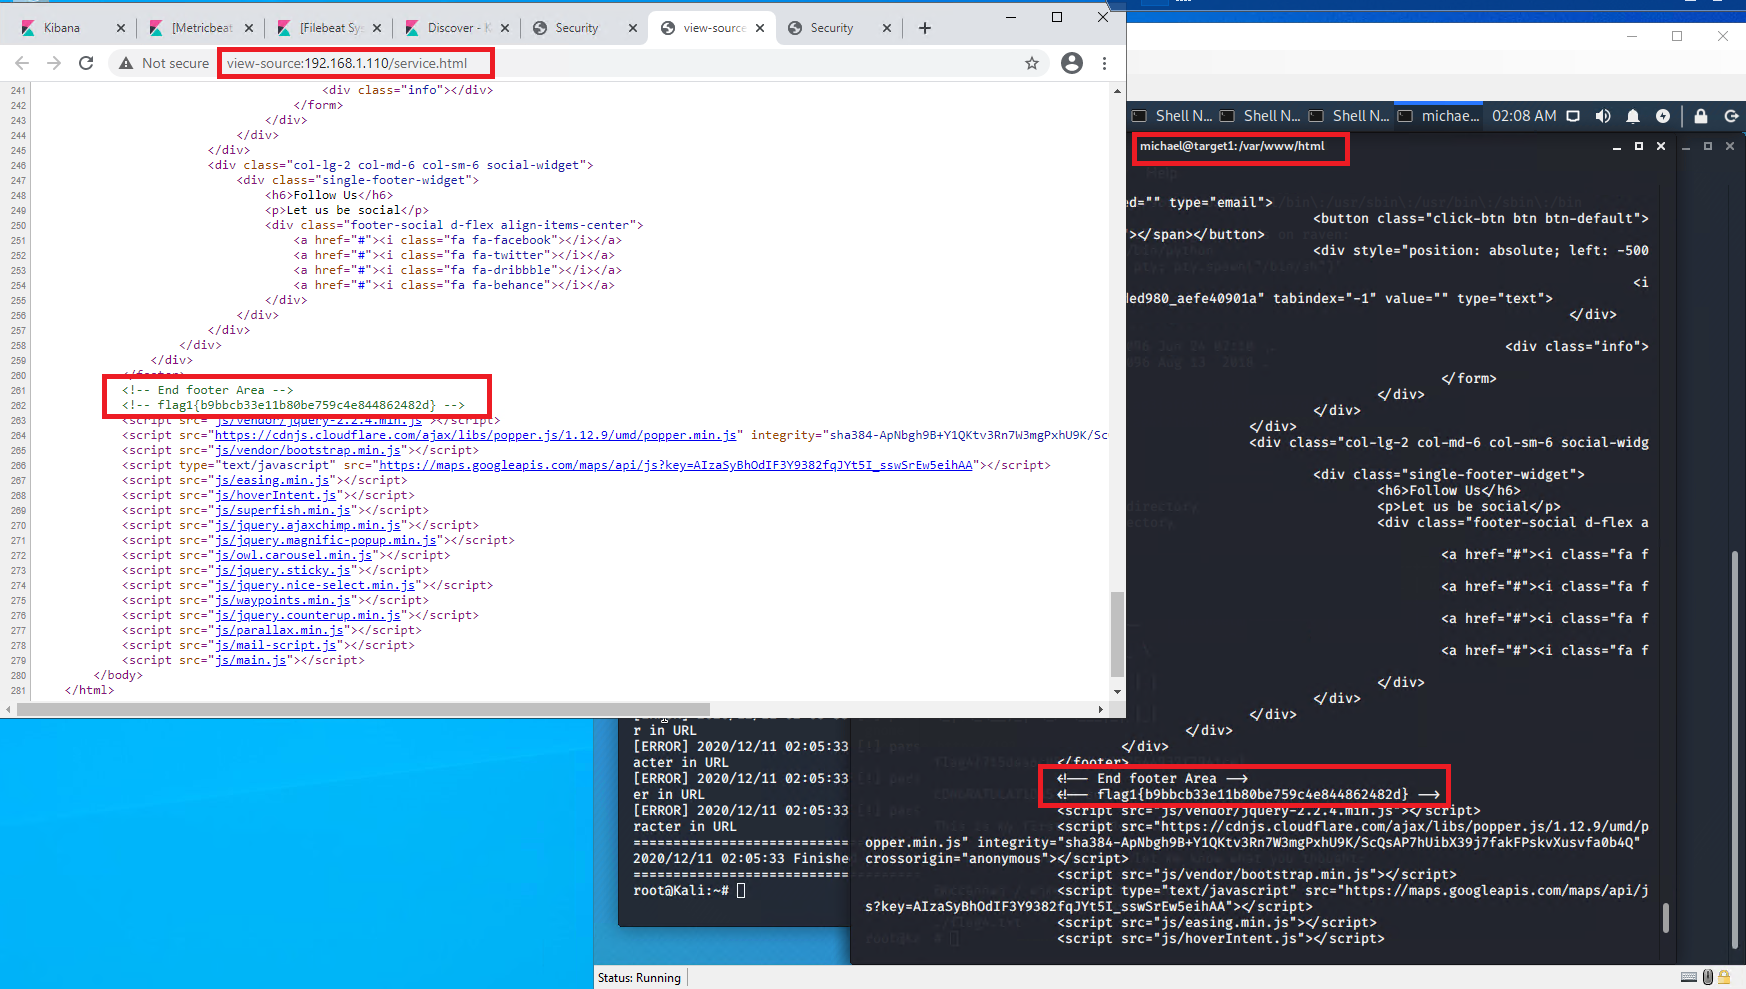 Kibana
[Metricbeat
[Filebeat Sys
Discover - K
Security
view-source
Security
Not secure
view-source:192.168.1.110/service.html
241 <div class="info"></div>
242 </form>
243 </div>
244 </div>
245 </div>
246 <div class="col-lg-2 col-md-6 col-sm-6 social-widget">
247 <div class="single-footer-widget">
248 <h6>Follow Us</h6>
249 <p>Let us be social</p>
250 <div class="footer-social d-flex align-items-center">
251 <a href="#"><i class="fa fa-facebook"></i></a>
252 <a href="#"><i class="fa fa-twitter"></i></a>
253 <a href="#"><i class="fa fa-dribbble"></i></a>
254 <a href="#"><i class="fa fa-behance"></i></a>
255 </div>
256 </div>
257 </div>
258 </div>
259 </div>
260 </footer>
261 <!-- End footer Area -->
262 <!-- flag1{b9bbcb33e11b80be759c4e844862482d} -->
263 <script src="js/vendor/jquery-2.2.4.min.js"></script>
264 <script src="https://cdnjs.cloudflare.com/ajax/libs/popper.js/1.12.9/umd/popper.min.js" integrity="sha384-ApNbgh9B+Y1QKtv3Rn7W3mgPxhU9K/Sc
265 <script src="js/vendor/bootstrap.min.js"></script>
266 <script type="text/javascript" src="https://maps.googleapis.com/maps/api/js?key=AIzaSyBhOdIF3Y9382fqJYt5I_sswSrEw5eihAA"></script>
267 <script src="js/easing.min.js"></script>
268 <script src="js/hoverIntent.js"></script>
269 <script src="js/superfish.min.js"></script>
270 <script src="js/jquery.ajaxchimp.min.js"></script>
271 <script src="js/jquery.magnific-popup.min.js"></script>
272 <script src="js/owl.carousel.min.js"></script>
273 <script src="js/jquery.sticky.js"></script>
274 <script src="js/jquery.nice-select.min.js"></script>
275 <script src="js/waypoints.min.js"></script>
276 <script src="js/jquery.counterup.min.js"></script>
277 <script src="js/parallax.min.js"></script>
278 <script src="js/mail-script.js"></script>
279 <script src="js/main.js"></script>
280 </body>
281 </html>
Shell N...
Shell N...
Shell N...
michae...
02:08 AM
michael@target1:/var/www/html
Help
ed="" type="email">
<button class="click-btn btn btn-default">
"></span></button>
<div style="position: absolute; left: -500
<i
ded980_aefe40901a" tabindex="-1" value="" type="text">
</div>
<div class="info">
</form>
</div>
</div>
</div>
<div class="col-lg-2 col-md-6 col-sm-6 social-widg
<div class="single-footer-widget">
<h6>Follow Us</h6>
<p>Let us be social</p>
<div class="footer-social d-flex a
<a href="#"><i class="fa f
<a href="#"><i class="fa f
<a href="#"><i class="fa f
<a href="#"><i class="fa f
</div>
</div>
</div>
</div>
</div>
</footer>
<!-- End footer Area -->
<!-- flag1{b9bbcb33e11b80be759c4e844862482d} -->
<script src="js/vendor/jquery-2.2.4.min.js"></script>
<script src="https://cdnjs.cloudflare.com/ajax/libs/popper.js/1.12.9/umd/p
opper.min.js" integrity="sha384-ApNbgh9B+Y1QKtv3Rn7W3mgPxhU9K/ScQsAP7hUibX39j7fakFPskvXusvfa0b4Q"
crossorigin="anonymous"></script>
<script src="js/vendor/bootstrap.min.js"></script>
<script type="text/javascript" src="https://maps.googleapis.com/maps/api/j
s?key=AIzaSyBhOdIF3Y9382fqJYt5I_sswSrEw5eihAA"></script>
<script src="js/easing.min.js"></script>
<script src="js/hoverIntent.js"></script>
r in URL
[ERROR] 2020/12/11 02:05:33 [!] pars
acter in URL
[ERROR] 2020/12/11 02:05:33 [!] pars
er in URL
[ERROR] 2020/12/11 02:05:33 [!] pars
racter in URL
===========================
2020/12/11 02:05:33 Finished
===========================
root@Kali:~#
Status: Running